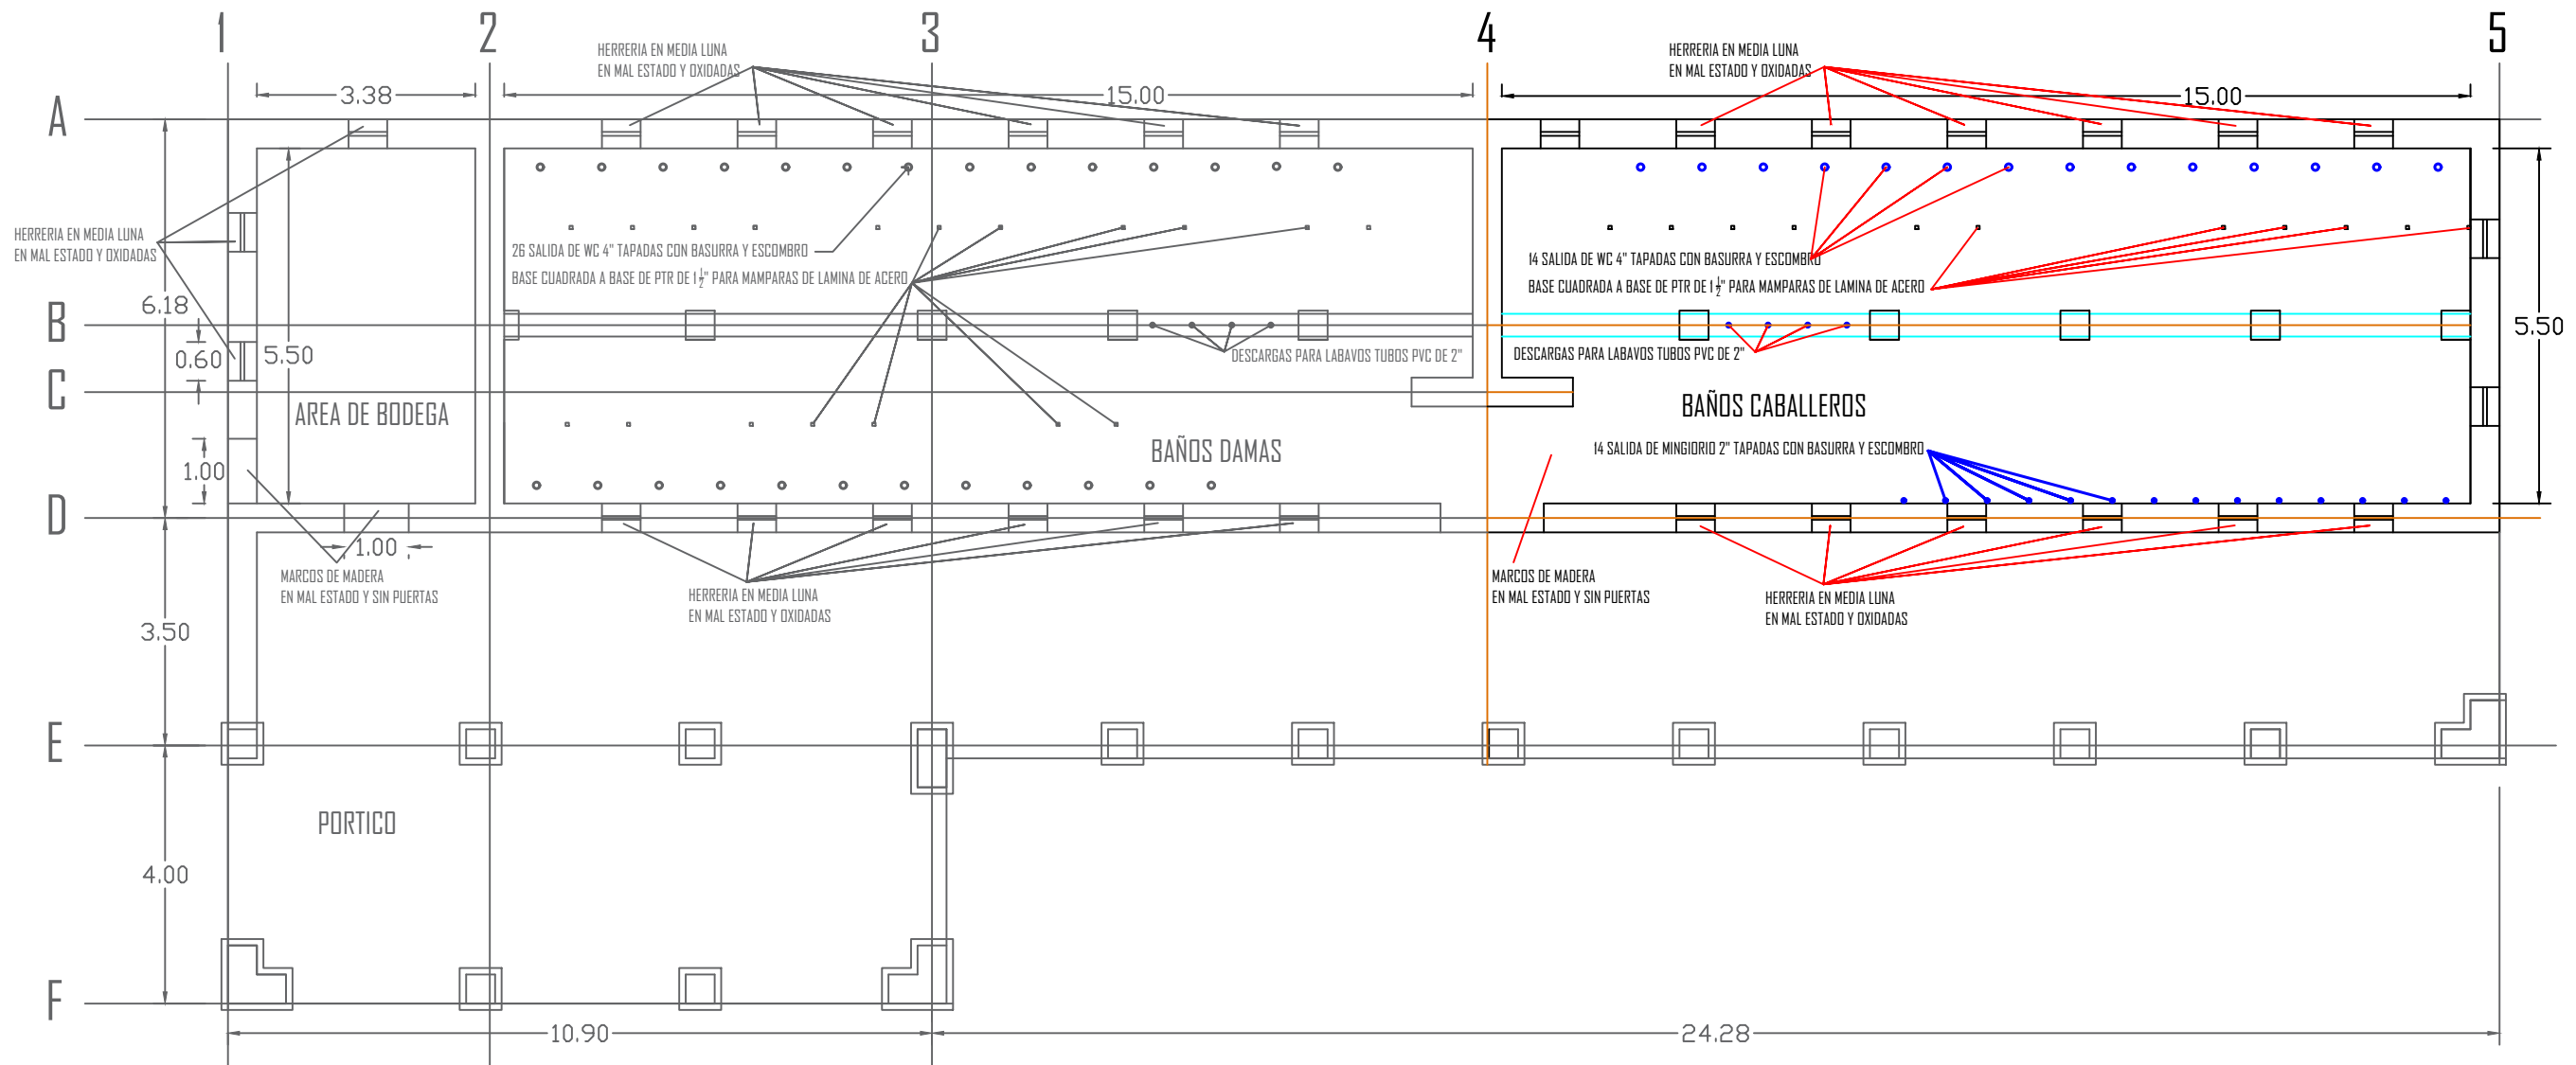 1
2
3
4
5
HERRERIA EN MEDIA LUNA
EN MAL ESTADO Y OXIDADAS
HERRERIA EN MEDIA LUNA
EN MAL ESTADO Y OXIDADAS
3.38
15.00
15.00
A
HERRERIA EN MEDIA LUNA
EN MAL ESTADO Y OXIDADAS
26 SALIDA DE WC 4" TAPADAS CON BASURRA Y ESCOMBRO
BASE CUADRADA A BASE DE PTR DE 1 1/2" PARA MAMPARAS DE LAMINA DE ACERO
14 SALIDA DE WC 4" TAPADAS CON BASURRA Y ESCOMBRO
BASE CUADRADA A BASE DE PTR DE 1 1/2" PARA MAMPARAS DE LAMINA DE ACERO
6.18
B
5.50
0.60
5.50
DESCARGAS PARA LABAVOS TUBOS PVC DE 2"
DESCARGAS PARA LABAVOS TUBOS PVC DE 2"
C
AREA DE BODEGA
BAÑOS CABALLEROS
BAÑOS DAMAS
14 SALIDA DE MINGIORIO 2" TAPADAS CON BASURRA Y ESCOMBRO
1.00
D
1.00
MARCOS DE MADERA
EN MAL ESTADO Y SIN PUERTAS
HERRERIA EN MEDIA LUNA
EN MAL ESTADO Y OXIDADAS
MARCOS DE MADERA
EN MAL ESTADO Y SIN PUERTAS
HERRERIA EN MEDIA LUNA
EN MAL ESTADO Y OXIDADAS
3.50
E
PORTICO
4.00
F
10.90
24.28